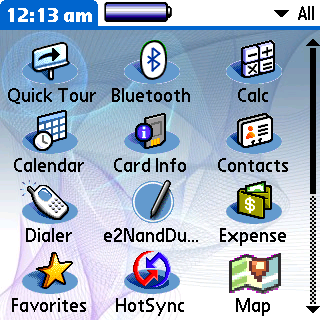 12:13 am All
Quick Tour Bluetooth Calc
Calendar Card Info Contacts
Dialer e2NandDu... Expense
Favorites HotSync Map